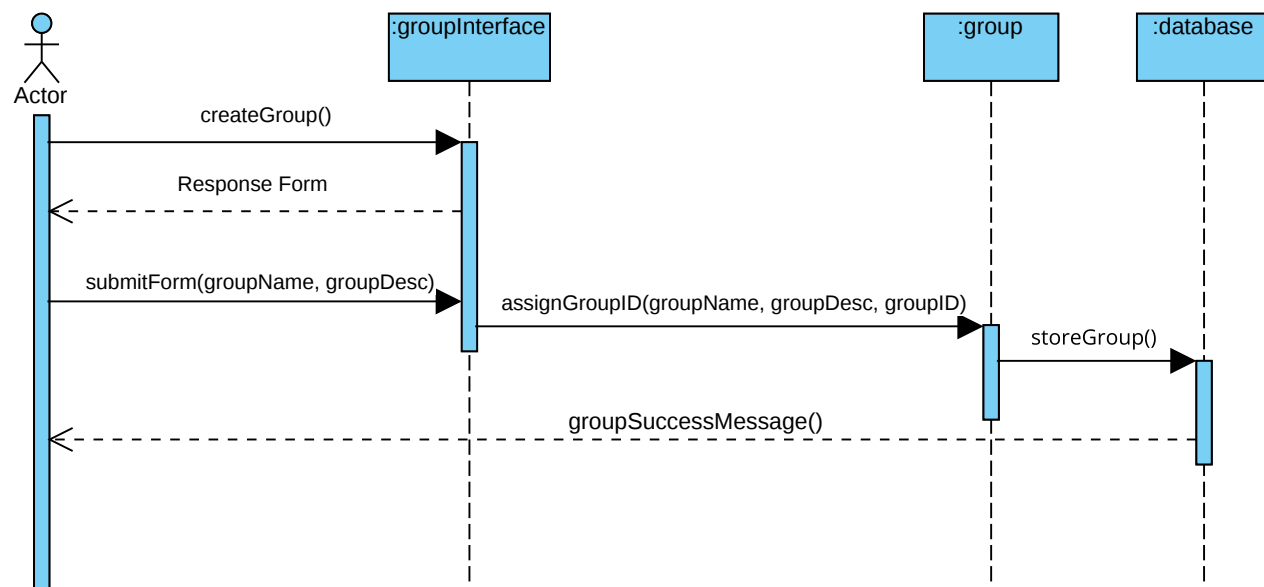 :groupInterface
:group
:database
Actor
createGroup()
Response Form
submitForm(groupName, groupDesc)
assignGroupID(groupName, groupDesc, groupID)
storeGroup()
groupSuccessMessage()